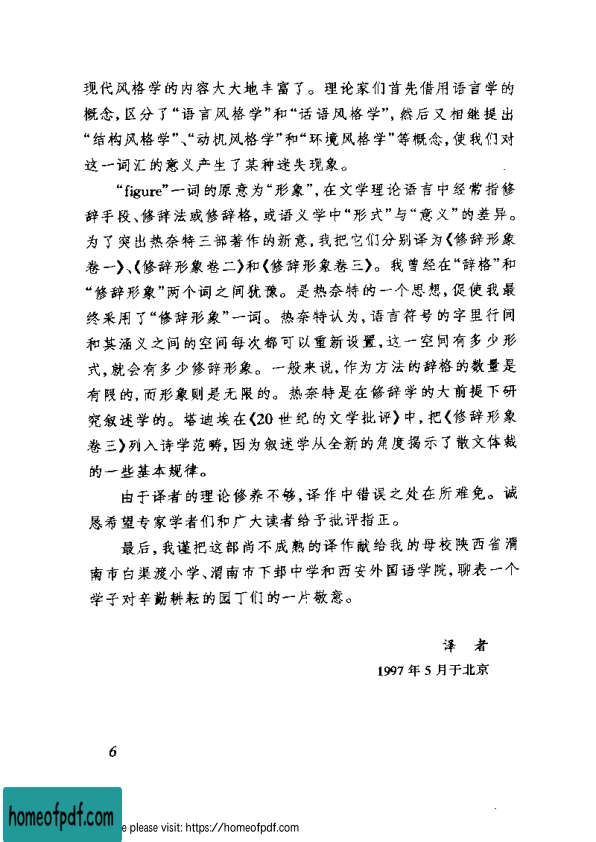 现代风格学的内容大大地丰富了。理论家们首先借用语言学的
概念,区分了“语言风格学”和“话语风格学”,然后又相继提出
“结构风格学”、“动机风格学”和“环境风格学”等概念,使我们对
这一词汇的意义产生了某种迷失现象。
“figure”一词的原意为“形象”,在文学理论语言中经常指修
辞手段、修辞法或修辞格,或语义学中“形式”与“意义”的差异。
为了突出热奈特三部著作的新意,我把它们分别译为《修辞形象
卷一》、《修辞形象卷二》和《修辞形象卷三》。我曾经在“辞格”和
“修辞形象”两个词之间犹豫。是热奈特的一个思想,促使我最
终采用了“修辞形象”一词。热奈特认为,语言符号的字里行间
和其涵义之间的空间每次都可以重新设置,这一空间有多少形
式,就会有多少修辞形象。一般来说,作为方法的辞格的数量是
有限的,而形象则是无限的。热奈特是在修辞学的大前提下研
究叙述学的。塔迪埃在《20世纪的文学批评》中,把《修辞形象
卷三》列入诗学范畴,因为叙述学从全新的角度揭示了散文体裁
的一些基本规律。
由于译者的理论修养不够,译作中错误之处在所难免。诚
恳希望专家学者们和广大读者给予批评指正。
最后,我谨把这部尚不成熟的译作献给我的母校陕西省渭
南市白渠渡小学、渭南市下邽中学和西安外国语学院,聊表一个
学子对辛勤耕耘的园丁们的一片敬意。
译 者
1997年5月于北京
6
homeofpdf.com
please visit: https://homeofpdf.com